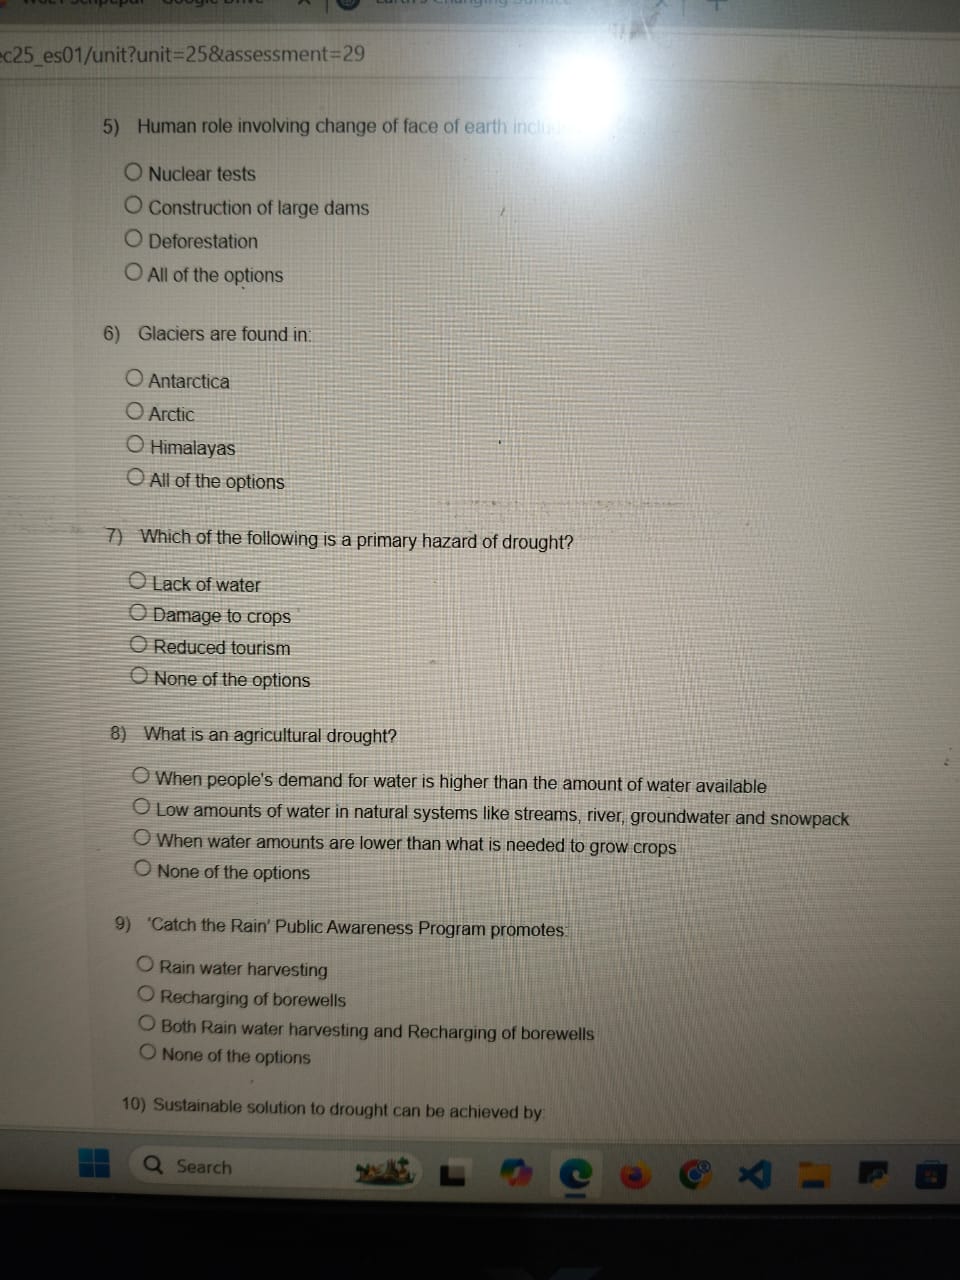 c25_es01/unit?unit=25&assessment=29
5) Human role involving change of face of earth
Nuclear tests
Construction of large dams
Deforestation
All of the options
6) Glaciers are found in:
Antarctica
Arctic
Himalayas
All of the options
7) Which of the following is a primary hazard of drought?
Lack of water
Damage to crops
Reduced tourism
None of the options
8) What is an agricultural drought?
When people's demand for water is higher than the amount of water available
Low amounts of water in natural systems like streams, river, groundwater and snowpack
When water amounts are lower than what is needed to grow crops
None of the options
9) 'Catch the Rain' Public Awareness Program promotes:
Rain water harvesting
Recharging of borewells
Both Rain water harvesting and Recharging of borewells
None of the options
10) Sustainable solution to drought can be achieved by
Search